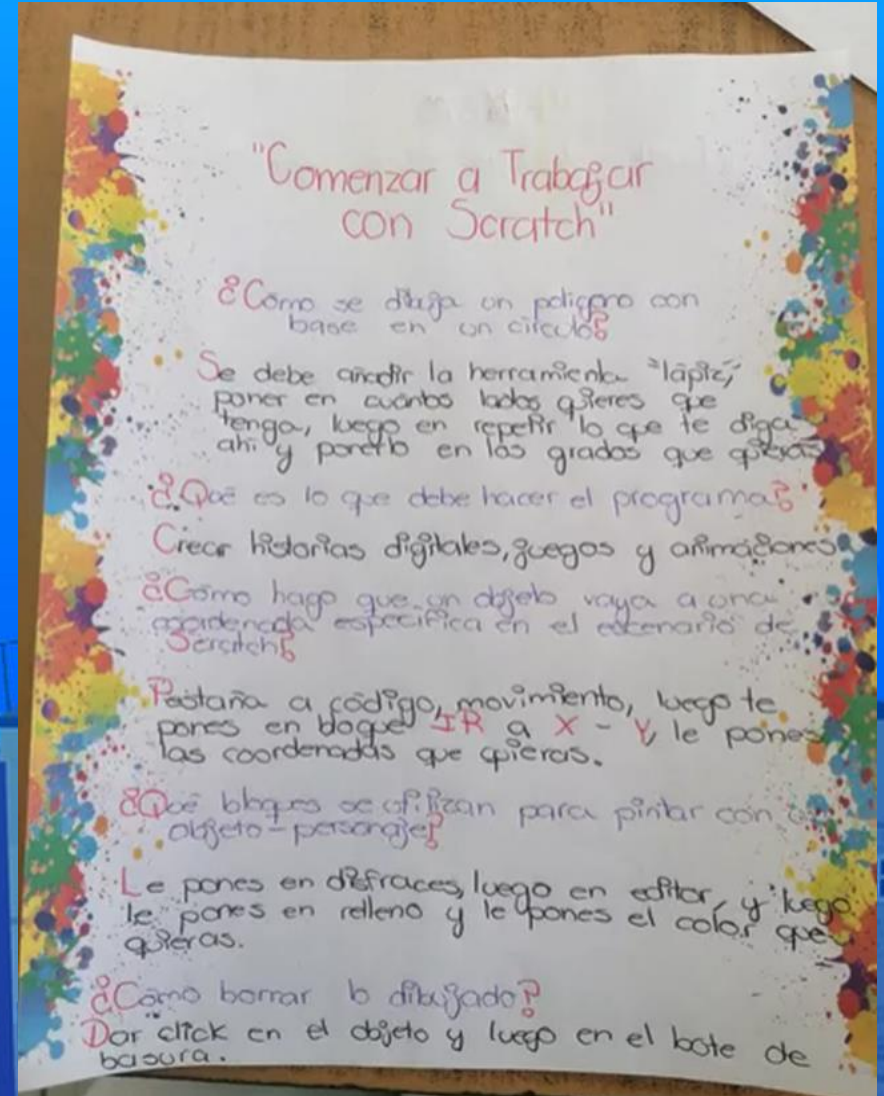 "Comenzar a Trabajar
con Scratch"
¿Cómo se dibuja un poligono con
base en un circulo?
Se debe añadir la herramienta "lápiz",
poner en cuántos lados quieres que
tenga, luego en repetir lo que te diga
ahí y ponerlo en los grados que quieras
¿Qué es lo que debe hacer el programa?
Crear historias digitales, juegos y animaciones
¿Cómo hago que un objeto vaya a una
coordenada especifica en el escenario de
Scratch?
Pestaña a código, movimiento, luego te
pones en bloque IR a X - Y, le pones
las coordenadas que quieras.
¿Qué bloques se utilizan para pintar con un
objeto-personaje?
Le pones en disfraces, luego en editor, y luego
le pones en relleno y le pones el color que
quieras.
¿Cómo borrar lo dibujado?
Dar click en el objeto y luego en el bote de
basura.